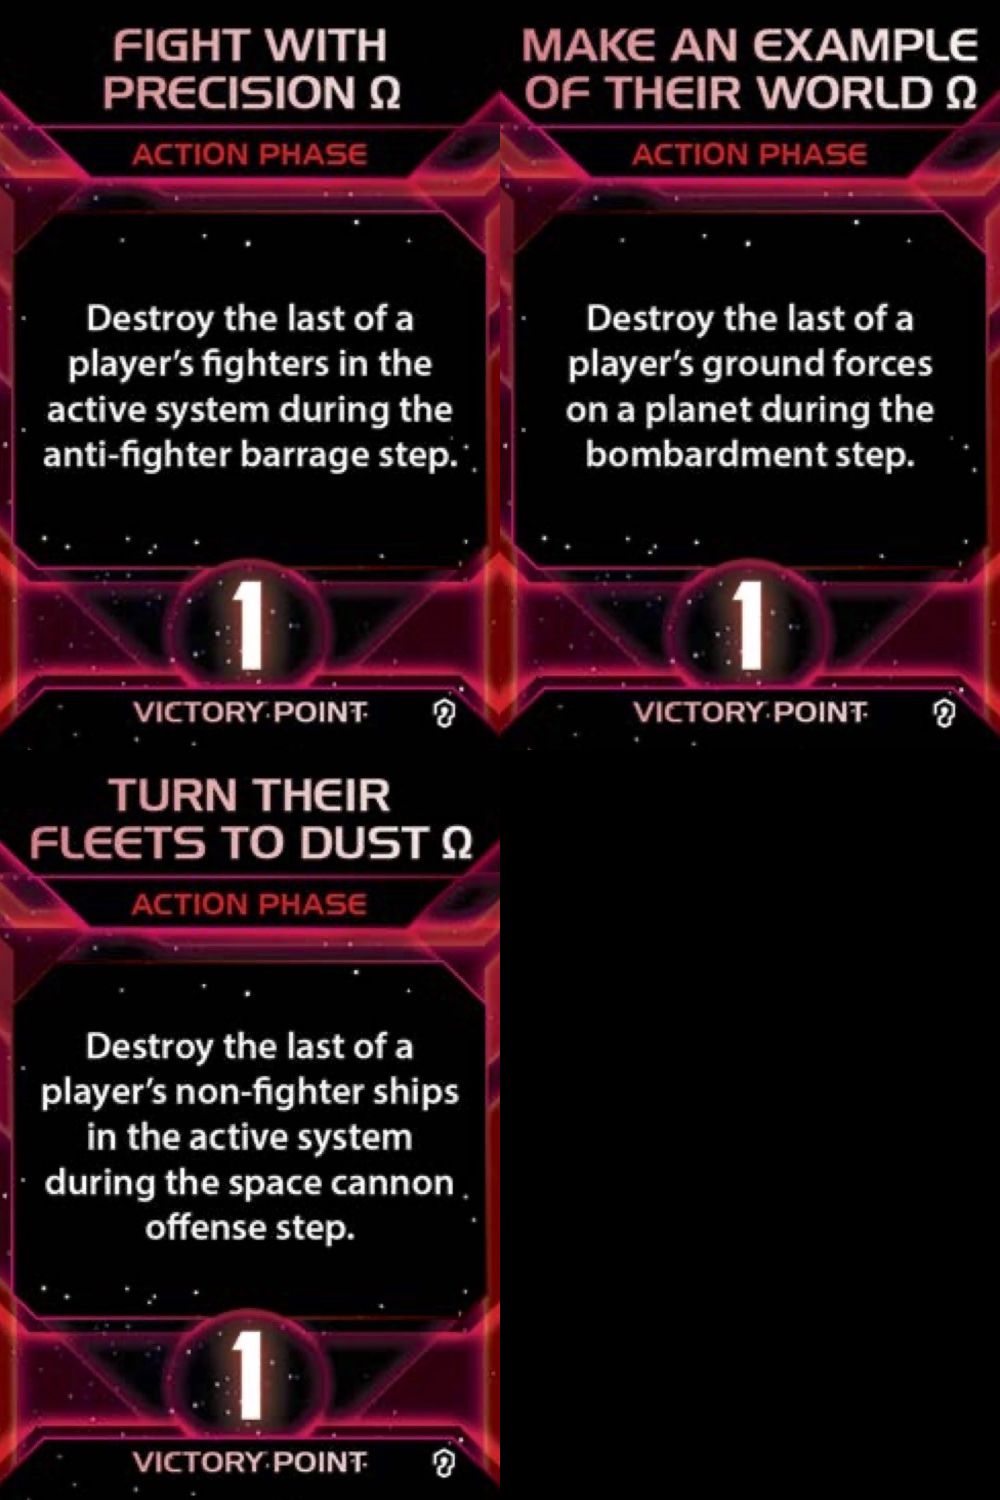 FIGHT WITH
PRECISION Ω
ACTION PHASE
Destroy the last of a
player's fighters in the
active system during the
anti-fighter barrage step.
1
VICTORY POINT
MAKE AN EXAMPLE
OF THEIR WORLD Ω
ACTION PHASE
Destroy the last of a
player's ground forces
on a planet during the
bombardment step.
1
VICTORY POINT
TURN THEIR
FLEETS TO DUST Ω
ACTION PHASE
Destroy the last of a
player's non-fighter ships
in the active system
during the space cannon
offense step.
1
VICTORY POINT